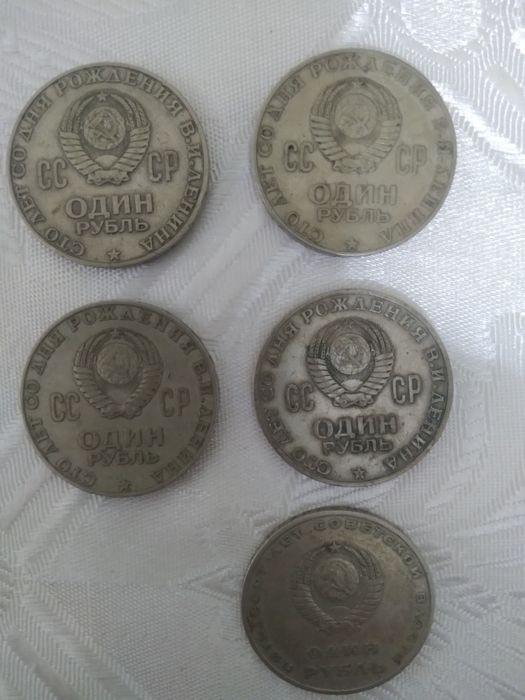 СТО ЛЕТ СО ДНЯ РОЖДЕНИЯ В.И.ЛЕНИНА
СС СР
ОДИН
РУБЛЬ
СТО ЛЕТ СО ДНЯ РОЖДЕНИЯ В.И.ЛЕНИНА
СС СР
ОДИН
РУБЛЬ
СТО ЛЕТ СО ДНЯ РОЖДЕНИЯ В.И.ЛЕНИНА
СС СР
ОДИН
РУБЛЬ
СТО ЛЕТ СО ДНЯ РОЖДЕНИЯ В.И.ЛЕНИНА
СС СР
ОДИН
РУБЛЬ
ПЯТЬДЕСЯТ ЛЕТ СОВЕТСКОЙ ВЛАСТИ
ОДИН
РУБЛЬ